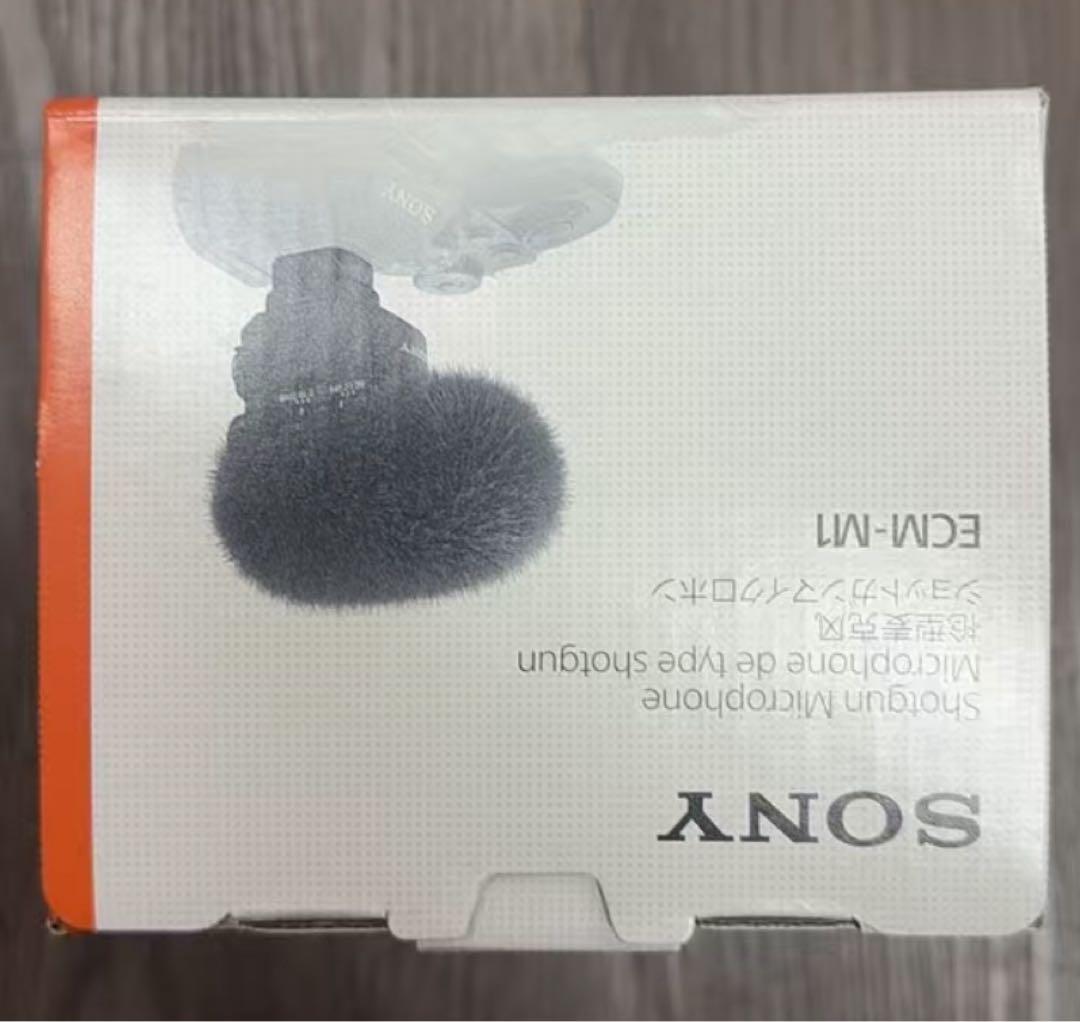 SONY
Shotgun Microphone
Microphone de type shotgun
枪型麦克风
ショットガンマイクロホン
ECM-M1
SONY